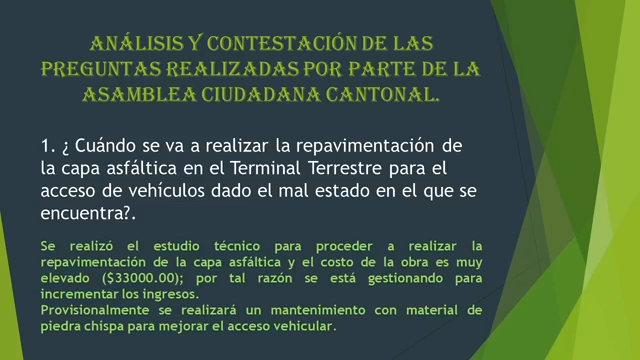 ANÁLISIS Y CONTESTACIÓN DE LAS
PREGUNTAS REALIZADAS POR PARTE DE LA
ASAMBLEA CIUDADANA CANTONAL.
1. ¿ Cuándo se va a realizar la repavimentación de
la capa asfáltica en el Terminal Terrestre para el
acceso de vehículos dado el mal estado en el que se
encuentra?.
Se realizó el estudio técnico para proceder a realizar la
repavimentación de la capa asfáltica y el costo de la obra es muy
elevado ($33000.00); por tal razón se está gestionando para
incrementar los ingresos.
Provisionalmente se realizará un mantenimiento con material de
piedra chispa para mejorar el acceso vehicular.